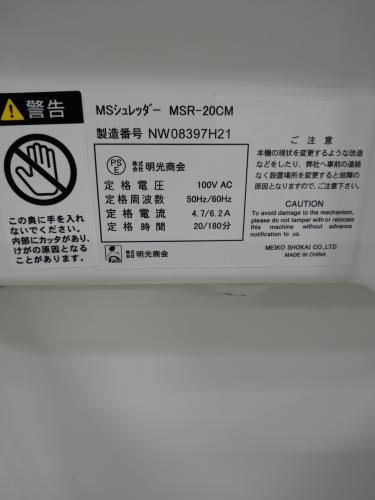 警告
この奥に手を入れ
ないでください。
内部にカッタがあり、
けがの原因となる
ことがあります。
MSシュレッダー MSR-20CM
製造番号 NW08397H21
PSE 株式会社 明光商会
定格電圧 100V AC
定格周波数 50Hz/60Hz
定格電流 4.7/6.2A
定格時間 20/180分
株式会社 明光商会
ご注意
本機の現状を変更するような改造
などをしたり、弊社へ事前の連絡
なく設置場所を変更すると故障の
原因となりますので、ご注意ください。
CAUTION
To avoid damage to the mechanism,
please do not tamper with or relocate
this machine without advance
notification to us.
MEIKO SHOKAI CO.,LTD
MADE IN CHINA